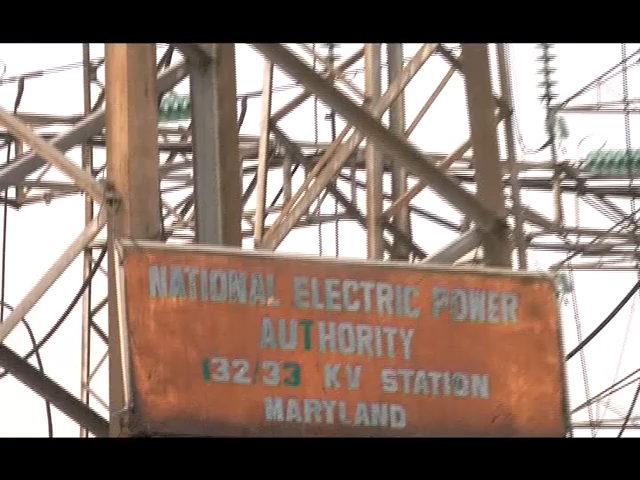 NATIONAL ELECTRIC POWER
AUTHORITY
132/33 KV STATION
MARYLAND